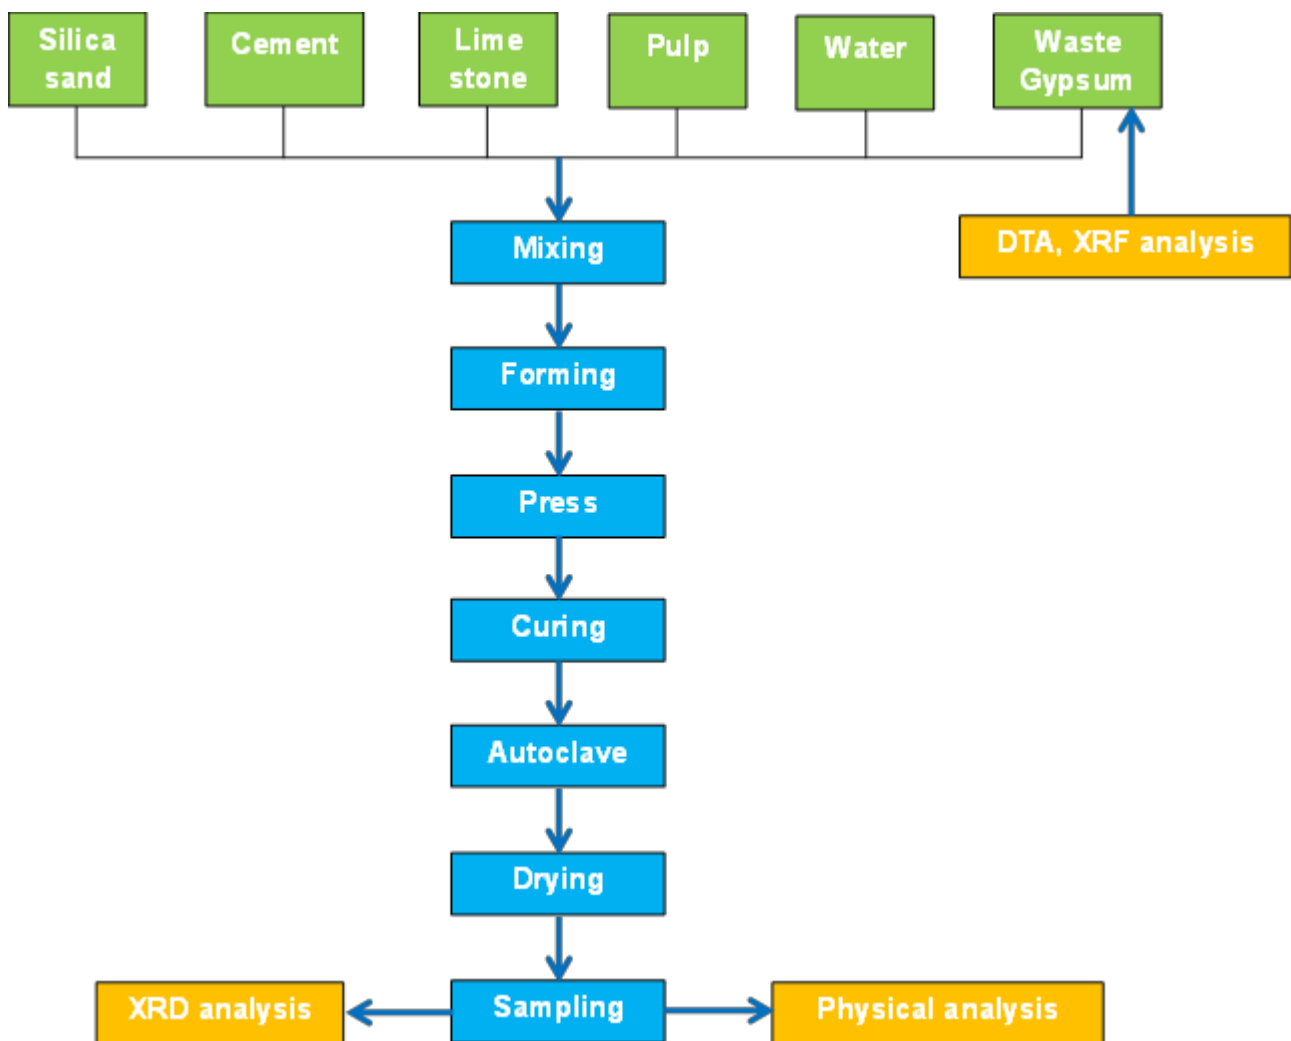 Silica
sand
Cement
Lime
stone
Pulp
Water
Waste
Gypsum
DTA, XRF analysis
Mixing
Forming
Press
Curing
Autoclave
Drying
XRD analysis
Sampling
Physical analysis